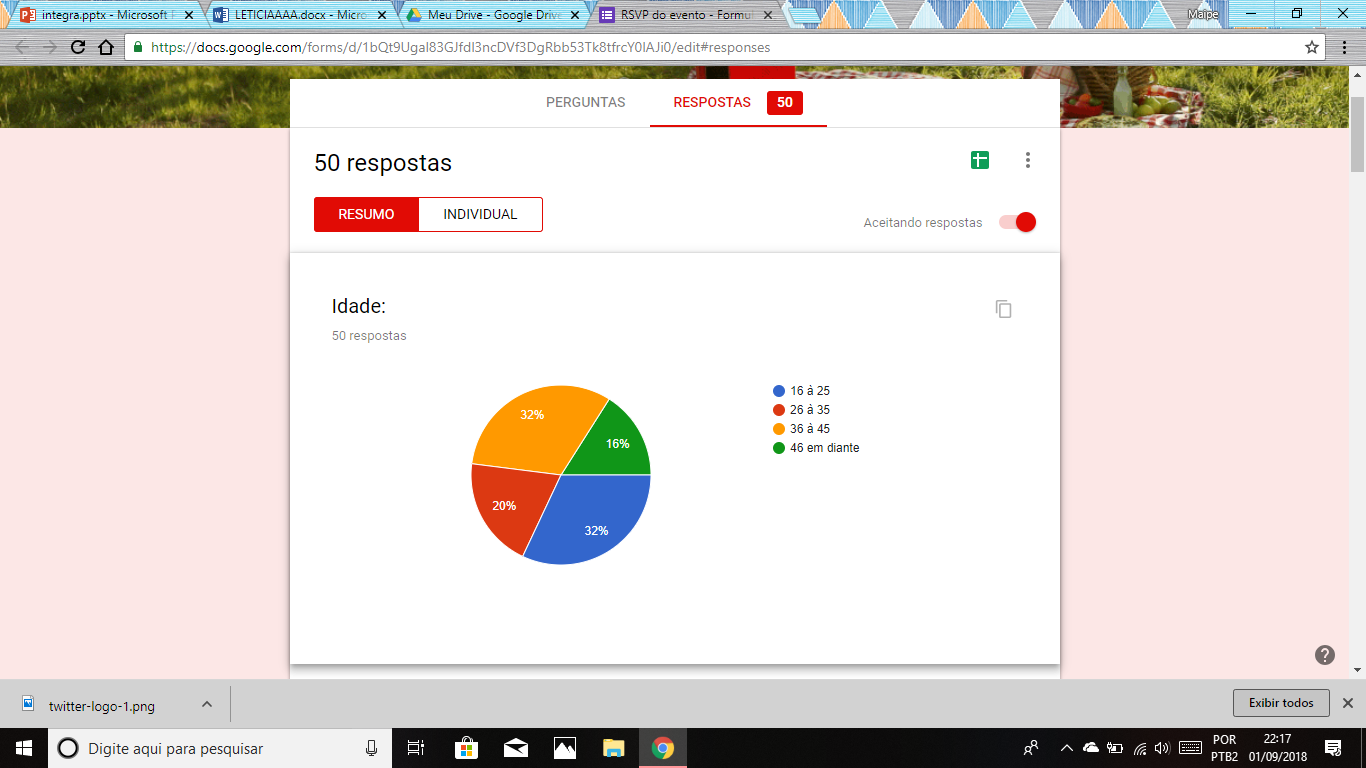 integra.pptx - Microsoft P
LETICIAAAA.docx - Micro
Meu Drive - Google Drive
RSVP do evento - Formul
Maipe
https://docs.google.com/forms/d/1bQt9Ugal83GJfdl3ncDVf3DgRbb53Tk8tfrcY0IAJi0/edit#responses
PERGUNTAS
RESPOSTAS
50
50 respostas
RESUMO
INDIVIDUAL
Aceitando respostas
Idade:
50 respostas
16 à 25
26 à 35
36 à 45
46 em diante
32%
16%
20%
32%
twitter-logo-1.png
Exibir todos
Digite aqui para pesquisar
POR
PTB2
22:17
01/09/2018